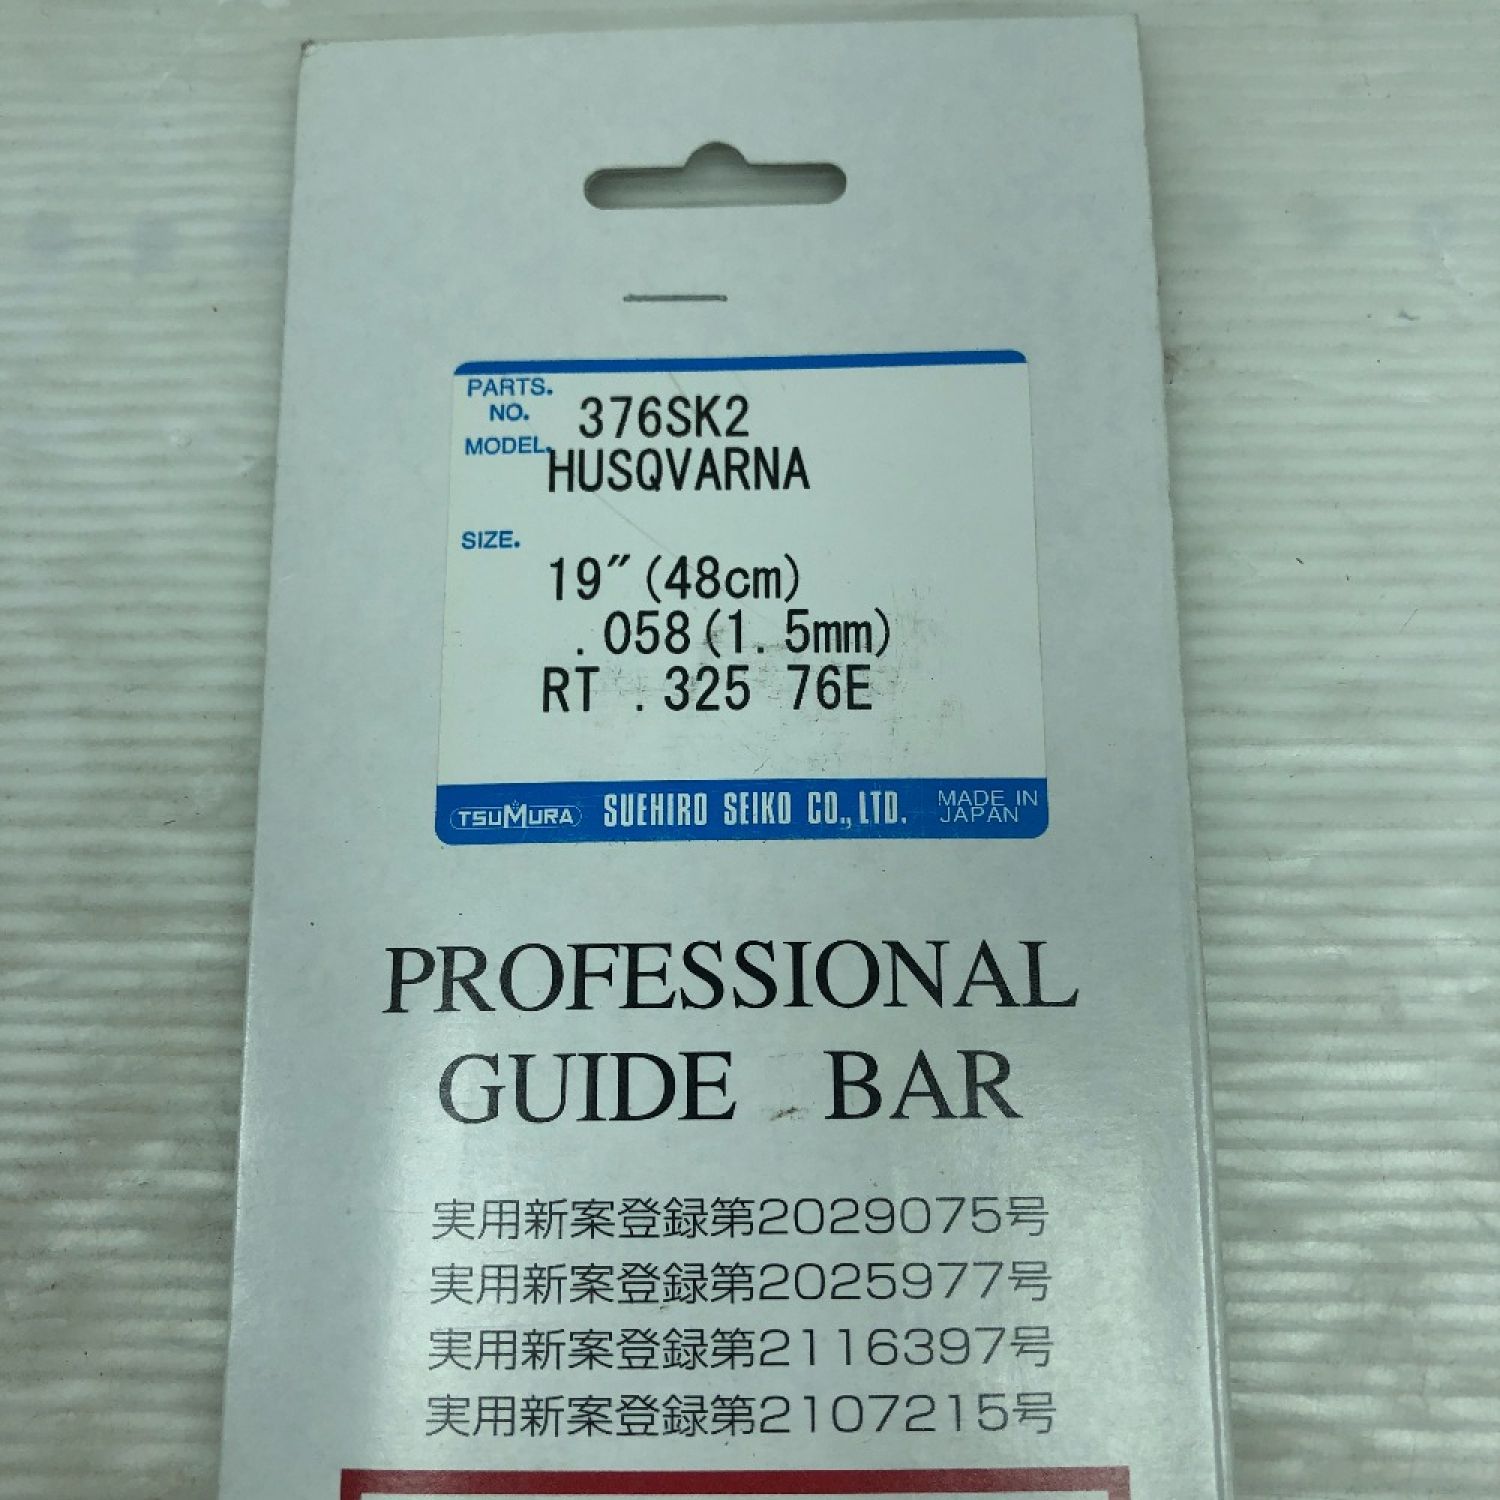 PARTS.
NO. 376SK2
MODEL. HUSQVARNA
SIZE.
19"(48cm)
.058(1.5mm)
RT .325 76E
TSUMURA SUEHIRO SEIKO CO., LTD. MADE IN
JAPAN
PROFESSIONAL
GUIDE BAR
実用新案登録第2029075号
実用新案登録第2025977号
実用新案登録第2116397号
実用新案登録第2107215号